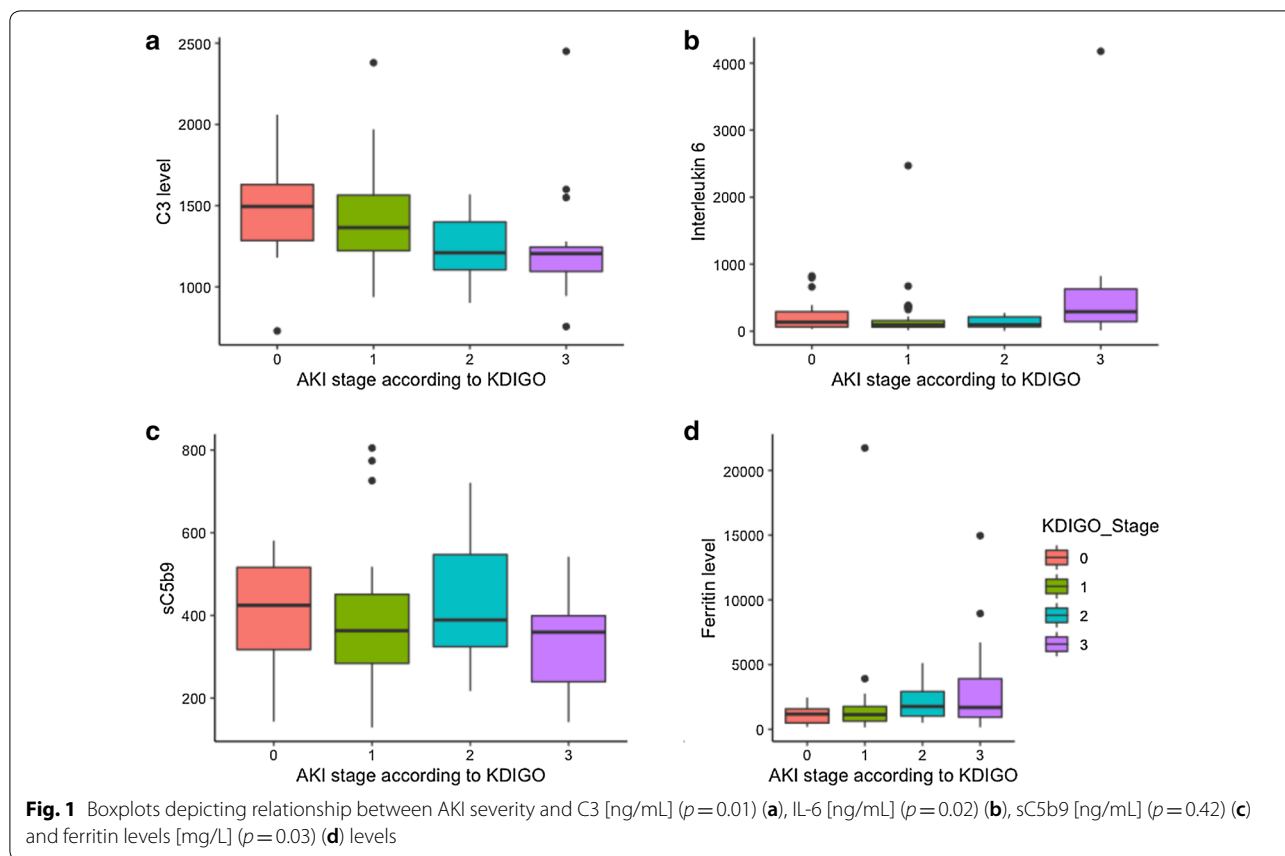 a
2500
2000
1500
1000
C3 level
0 1 2 3
AKI stage according to KDIGO
b
4000
3000
2000
1000
0
Interleukin 6
0 1 2 3
AKI stage according to KDIGO
c
800
600
400
200
sC5b9
0 1 2 3
AKI stage according to KDIGO
d
20000
15000
10000
5000
0
Ferritin level
0 1 2 3
AKI stage according to KDIGO
KDIGO_Stage
0
1
2
3
Fig. 1 Boxplots depicting relationship between AKI severity and C3 [ng/mL] (p = 0.01) (a), IL-6 [ng/mL] (p = 0.02) (b), sC5b9 [ng/mL] (p = 0.42) (c)
and ferritin levels [mg/L] (p = 0.03) (d) levels